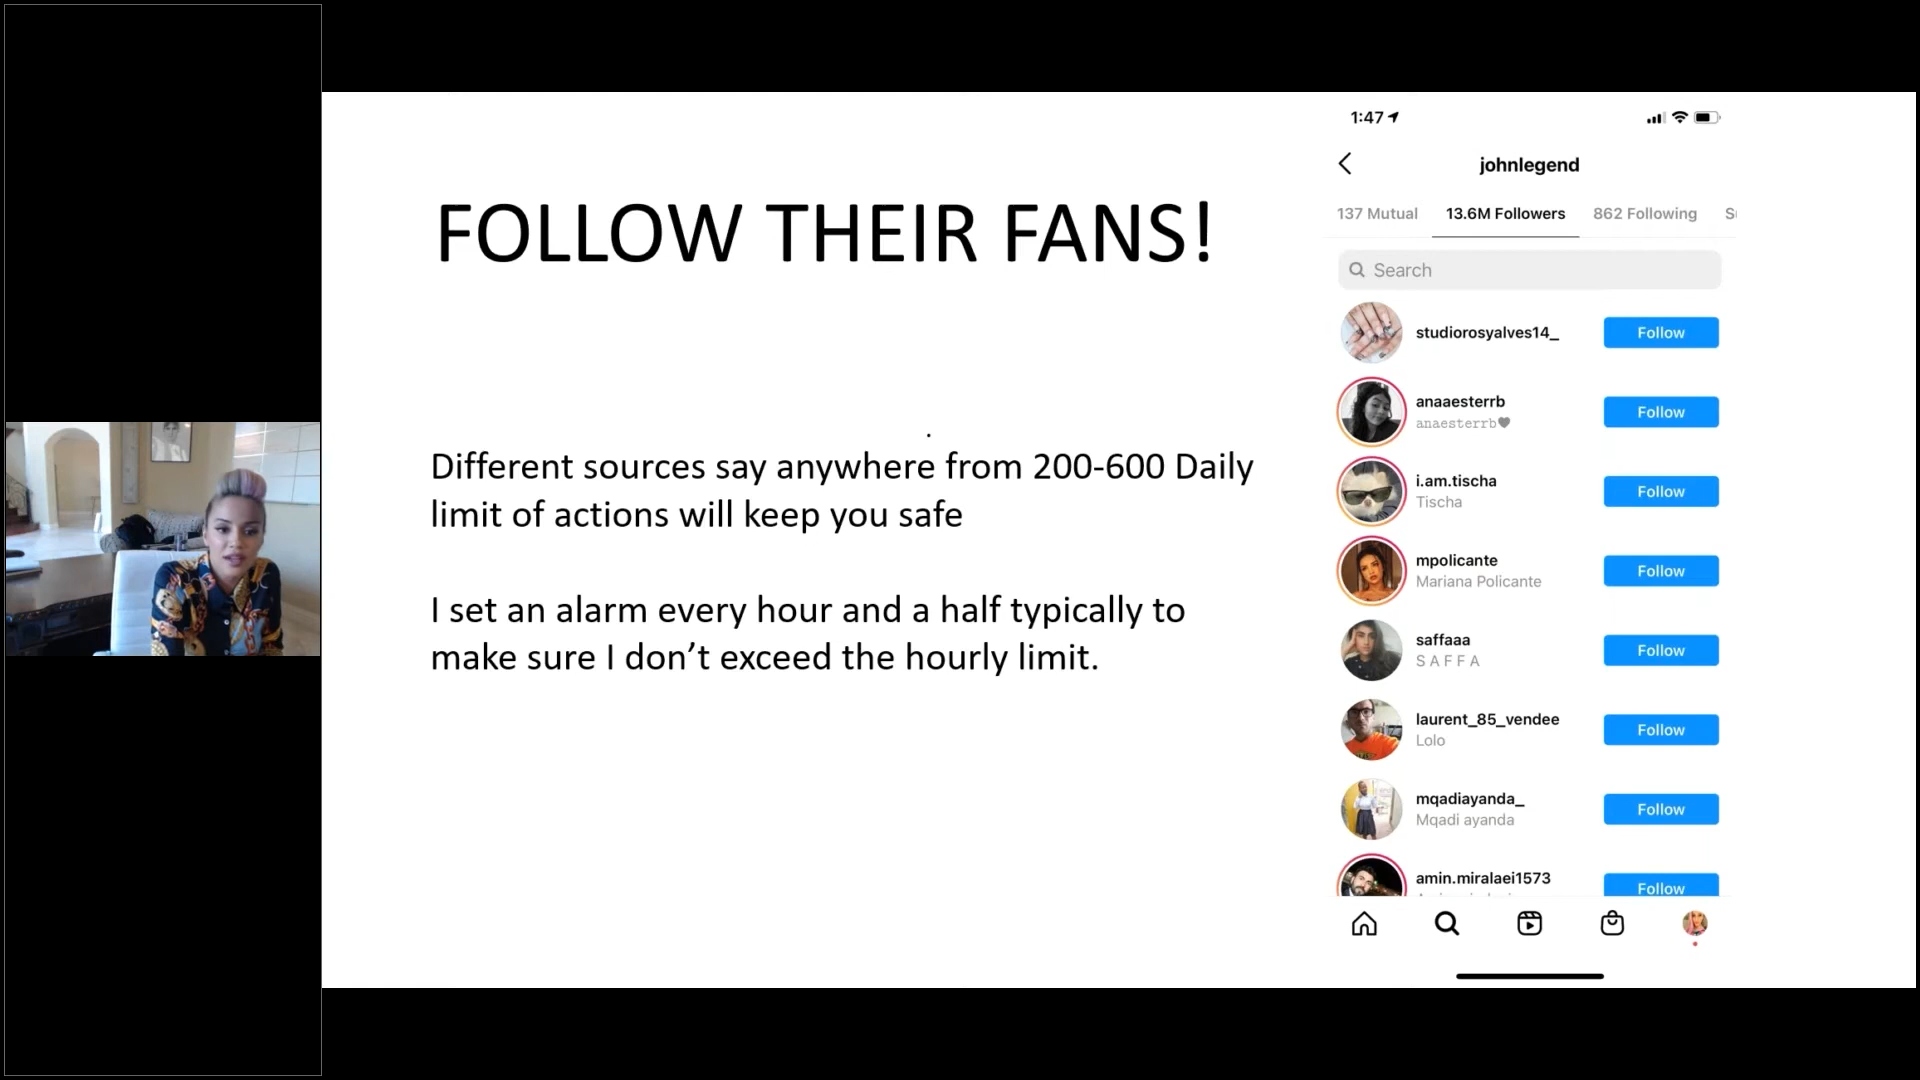 FOLLOW THEIR FANS!
.
Different sources say anywhere from 200-600 Daily
limit of actions will keep you safe
I set an alarm every hour and a half typically to
make sure I don’t exceed the hourly limit.
1:47
johnlegend
137 Mutual 13.6M Followers 862 Following
Search
studiorosyalves14_ Follow
anaaesterrb
anaesterrb🖤 Follow
i.am.tischa
Tischa Follow
mpolicante
Mariana Policante Follow
saffaaa
S A F F A Follow
laurent_85_vendee
Lolo Follow
mqadiayanda_
Mqadi ayanda Follow
amin.miralaei1573
Follow